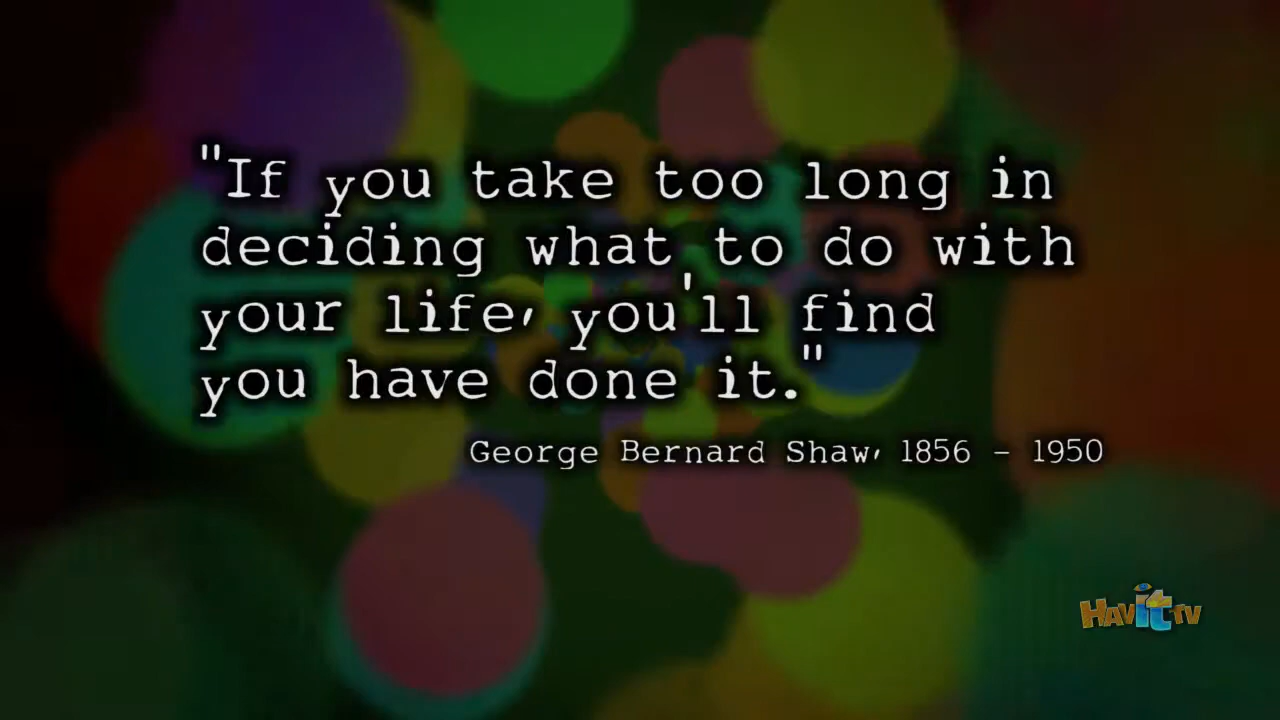 "If you take too long in
deciding what to do with
your life, you'll find
you have done it."
George Bernard Shaw, 1856 - 1950
HAVit TV